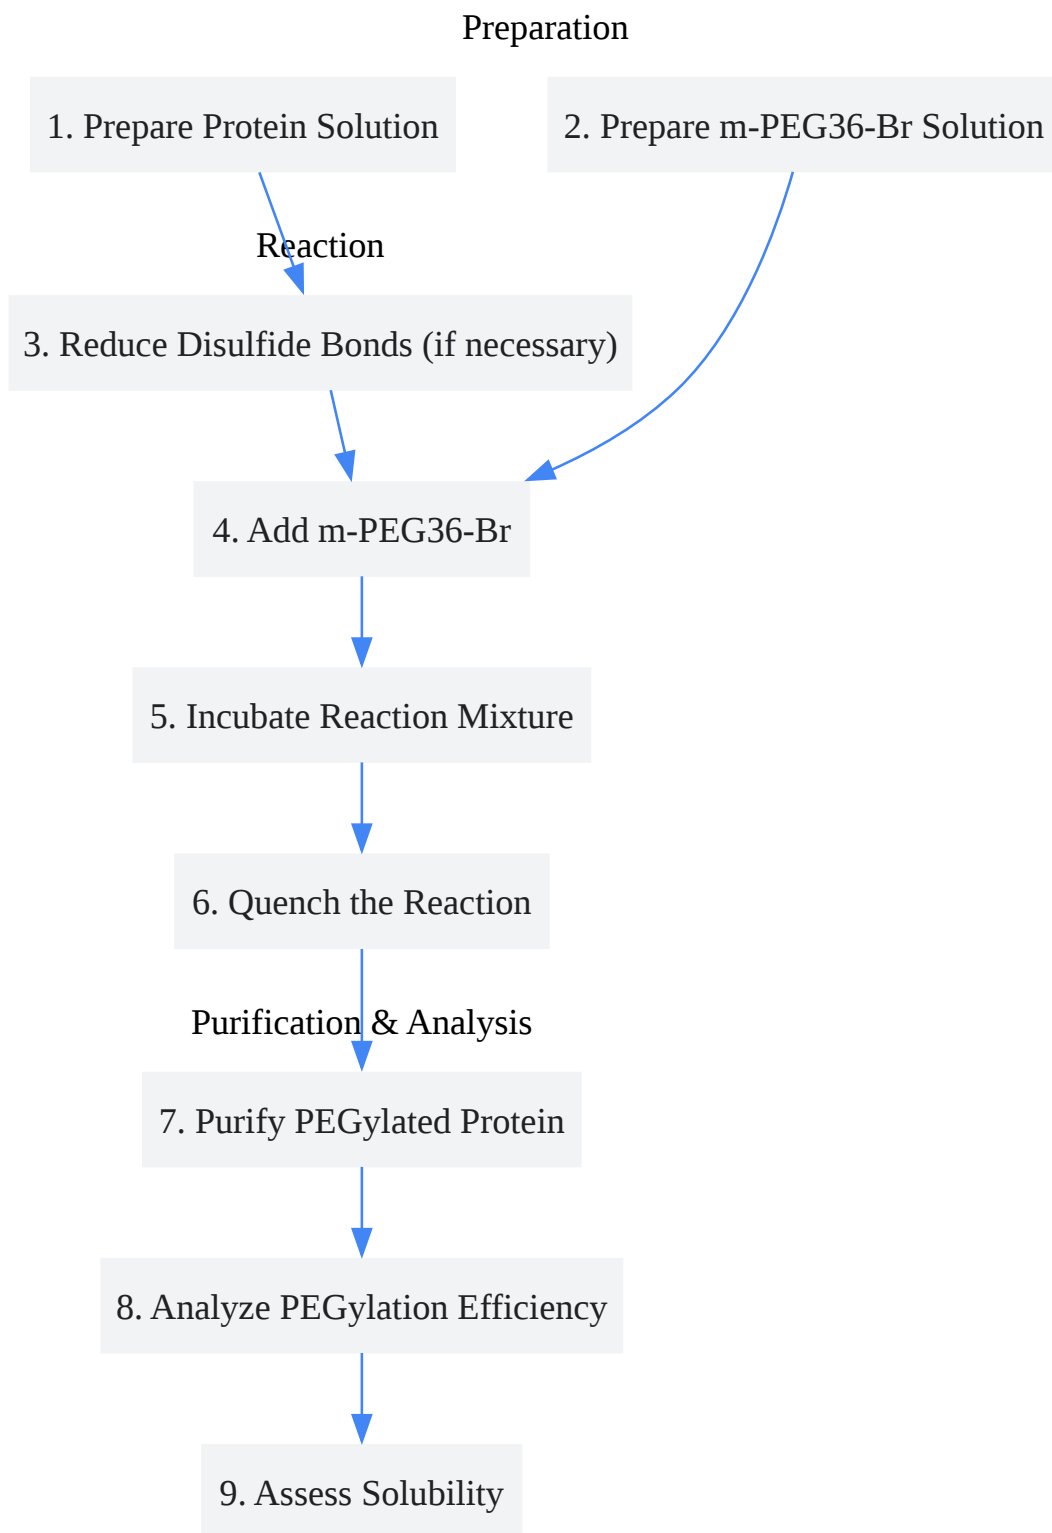 Preparation
1. Prepare Protein Solution
2. Prepare m-PEG36-Br Solution
Reaction
3. Reduce Disulfide Bonds (if necessary)
4. Add m-PEG36-Br
5. Incubate Reaction Mixture
6. Quench the Reaction
Purification & Analysis
7. Purify PEGylated Protein
8. Analyze PEGylation Efficiency
9. Assess Solubility